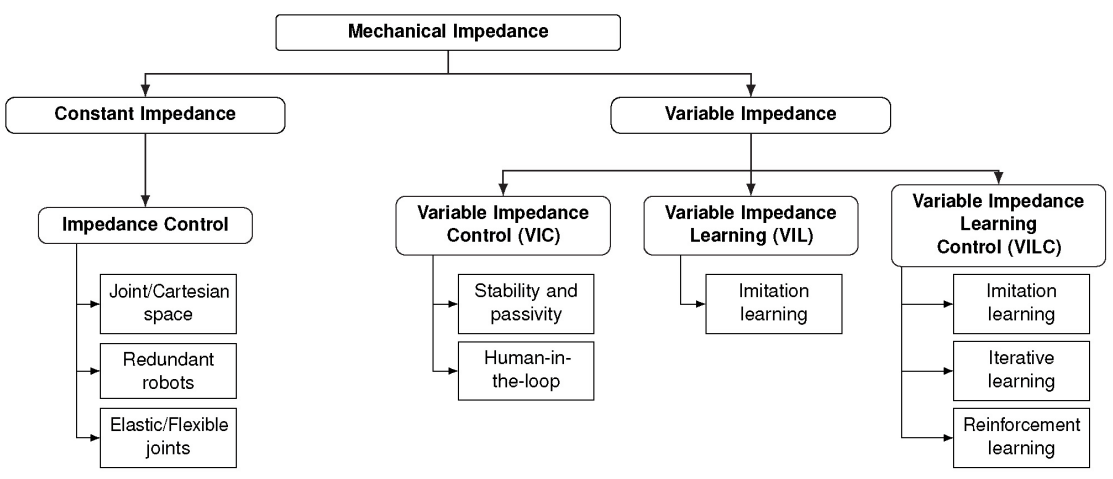 Mechanical Impedance
Constant Impedance
Variable Impedance
Impedance Control
Joint/Cartesian
space
Redundant
robots
Elastic/Flexible
joints
Variable Impedance
Control (VIC)
Stability and
passivity
Human-in-
the-loop
Variable Impedance
Learning (VIL)
Imitation
learning
Variable Impedance
Learning
Control (VILC)
Imitation
learning
Iterative
learning
Reinforcement
learning